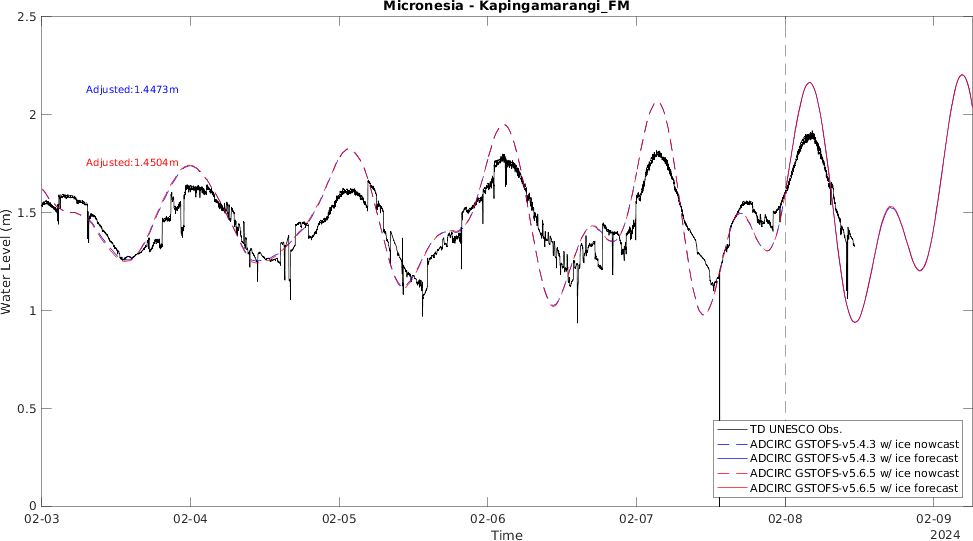 Micronesia - Kapingamarangi_FM
2.5
2
1.5
1
0.5
0
Water Level (m)
Adjusted:1.4473m
Adjusted:1.4504m
TD UNESCO Obs.
ADCIRC GSTOFS-v5.4.3 w/ ice nowcast
ADCIRC GSTOFS-v5.4.3 w/ ice forecast
ADCIRC GSTOFS-v5.6.5 w/ ice nowcast
ADCIRC GSTOFS-v5.6.5 w/ ice forecast
02-03 02-04 02-05 02-06 02-07 02-08 02-09
Time
2024